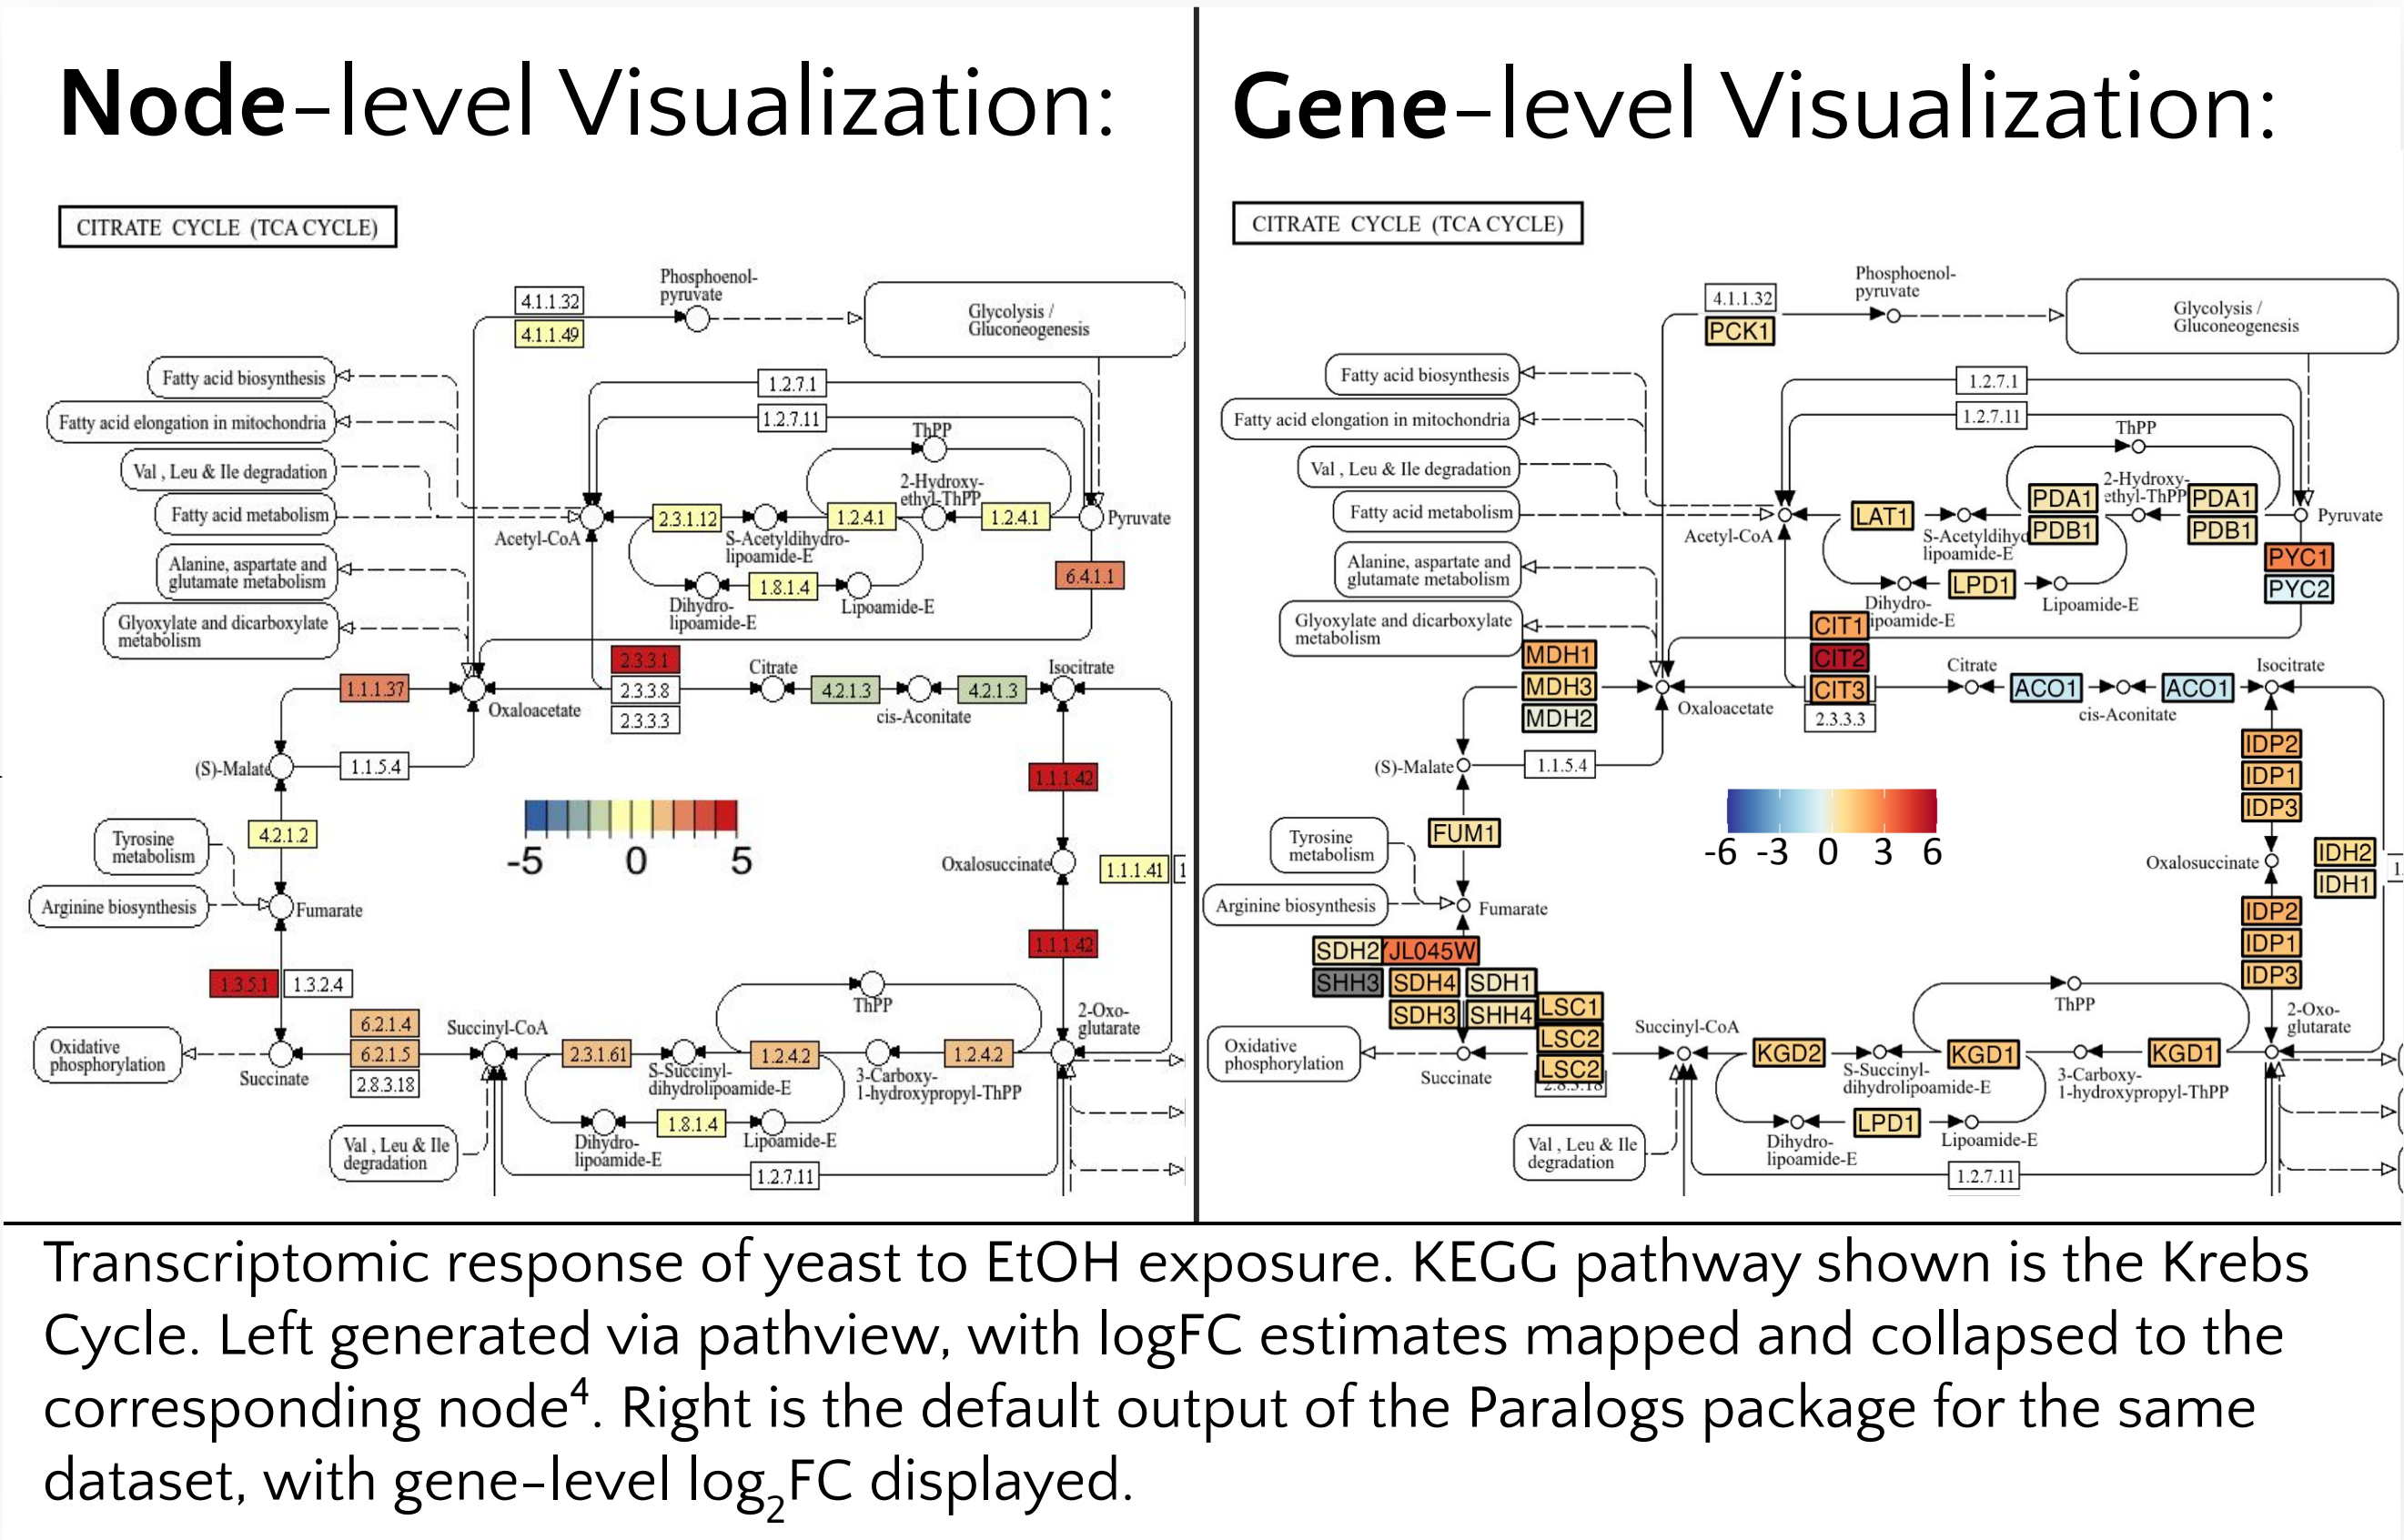 Node-level Visualization:
CITRATE CYCLE (TCA CYCLE)
Phosphoenol-
pyruvate
4.1.1.32
4.1.1.49
Glycolysis /
Gluconeogenesis
Fatty acid biosynthesis
1.2.7.1
Fatty acid elongation in mitochondria
1.2.7.11
ThPP
Val , Leu & Ile degradation
2-Hydroxy-
ethyl-ThPP
Fatty acid metabolism
2.3.1.12
1.2.4.1
1.2.4.1
Pyruvate
Acetyl-CoA
S-Acetyldihydro-
lipoamide-E
Alanine, aspartate and
glutamate metabolism
1.8.1.4
6.4.1.1
Dihydro-
lipoamide-E
Lipoamide-E
Glyoxylate and dicarboxylate
metabolism
2.3.3.1
Citrate
Isocitrate
1.1.1.37
2.3.3.8
4.2.1.3
4.2.1.3
Oxaloacetate
2.3.3.3
cis-Aconitate
(S)-Malate
1.1.5.4
1.1.1.42
Tyrosine
metabolism
4.2.1.2
-5 0 5
Oxalosuccinate
1.1.1.41
1
Arginine biosynthesis
Fumarate
1.1.1.42
1.3.5.1
1.3.2.4
ThPP
6.2.1.4
Succinyl-CoA
2-Oxo-
glutarate
Oxidative
phosphorylation
6.2.1.5
2.3.1.61
1.2.4.2
1.2.4.2
Succinate
2.8.3.18
S-Succinyl-
dihydrolipoamide-E
3-Carboxy-
1-hydroxypropyl-ThPP
1.8.1.4
Val , Leu & Ile
degradation
Dihydro-
lipoamide-E
Lipoamide-E
1.2.7.11
Gene-level Visualization:
CITRATE CYCLE (TCA CYCLE)
Phosphoenol-
pyruvate
4.1.1.32
PCK1
Glycolysis /
Gluconeogenesis
Fatty acid biosynthesis
1.2.7.1
Fatty acid elongation in mitochondria
1.2.7.11
ThPP
Val , Leu & Ile degradation
2-Hydroxy-
ethyl-ThPP
Fatty acid metabolism
LAT1
PDA1
PDB1
PDA1
PDB1
Pyruvate
Acetyl-CoA
S-Acetyldihyd
lipoamide-E
Alanine, aspartate and
glutamate metabolism
LPD1
PYC1
PYC2
Dihydro-
lipoamide-E
Lipoamide-E
Glyoxylate and dicarboxylate
metabolism
CIT1
CIT2
CIT3
2.3.3.3
MDH1
MDH3
MDH2
Oxaloacetate
Citrate
Isocitrate
ACO1
ACO1
cis-Aconitate
(S)-Malate
1.1.5.4
IDP2
IDP1
IDP3
Tyrosine
metabolism
FUM1
-6 -3 0 3 6
Oxalosuccinate
IDH2
IDH1
1.
Arginine biosynthesis
Fumarate
IDP2
IDP1
IDP3
SDH2
JL045W
SHH3
SDH4
SDH1
SDH3
SHH4
LSC1
LSC2
LSC2
2.8.3.18
ThPP
Succinyl-CoA
2-Oxo-
glutarate
Oxidative
phosphorylation
Succinate
KGD2
KGD1
KGD1
S-Succinyl-
dihydrolipoamide-E
3-Carboxy-
1-hydroxypropyl-ThPP
LPD1
Val , Leu & Ile
degradation
Dihydro-
lipoamide-E
Lipoamide-E
1.2.7.11
Transcriptomic response of yeast to EtOH exposure. KEGG pathway shown is the Krebs
Cycle. Left generated via pathview, with logFC estimates mapped and collapsed to the
corresponding node⁴. Right is the default output of the Paralogs package for the same
dataset, with gene-level log₂FC displayed.